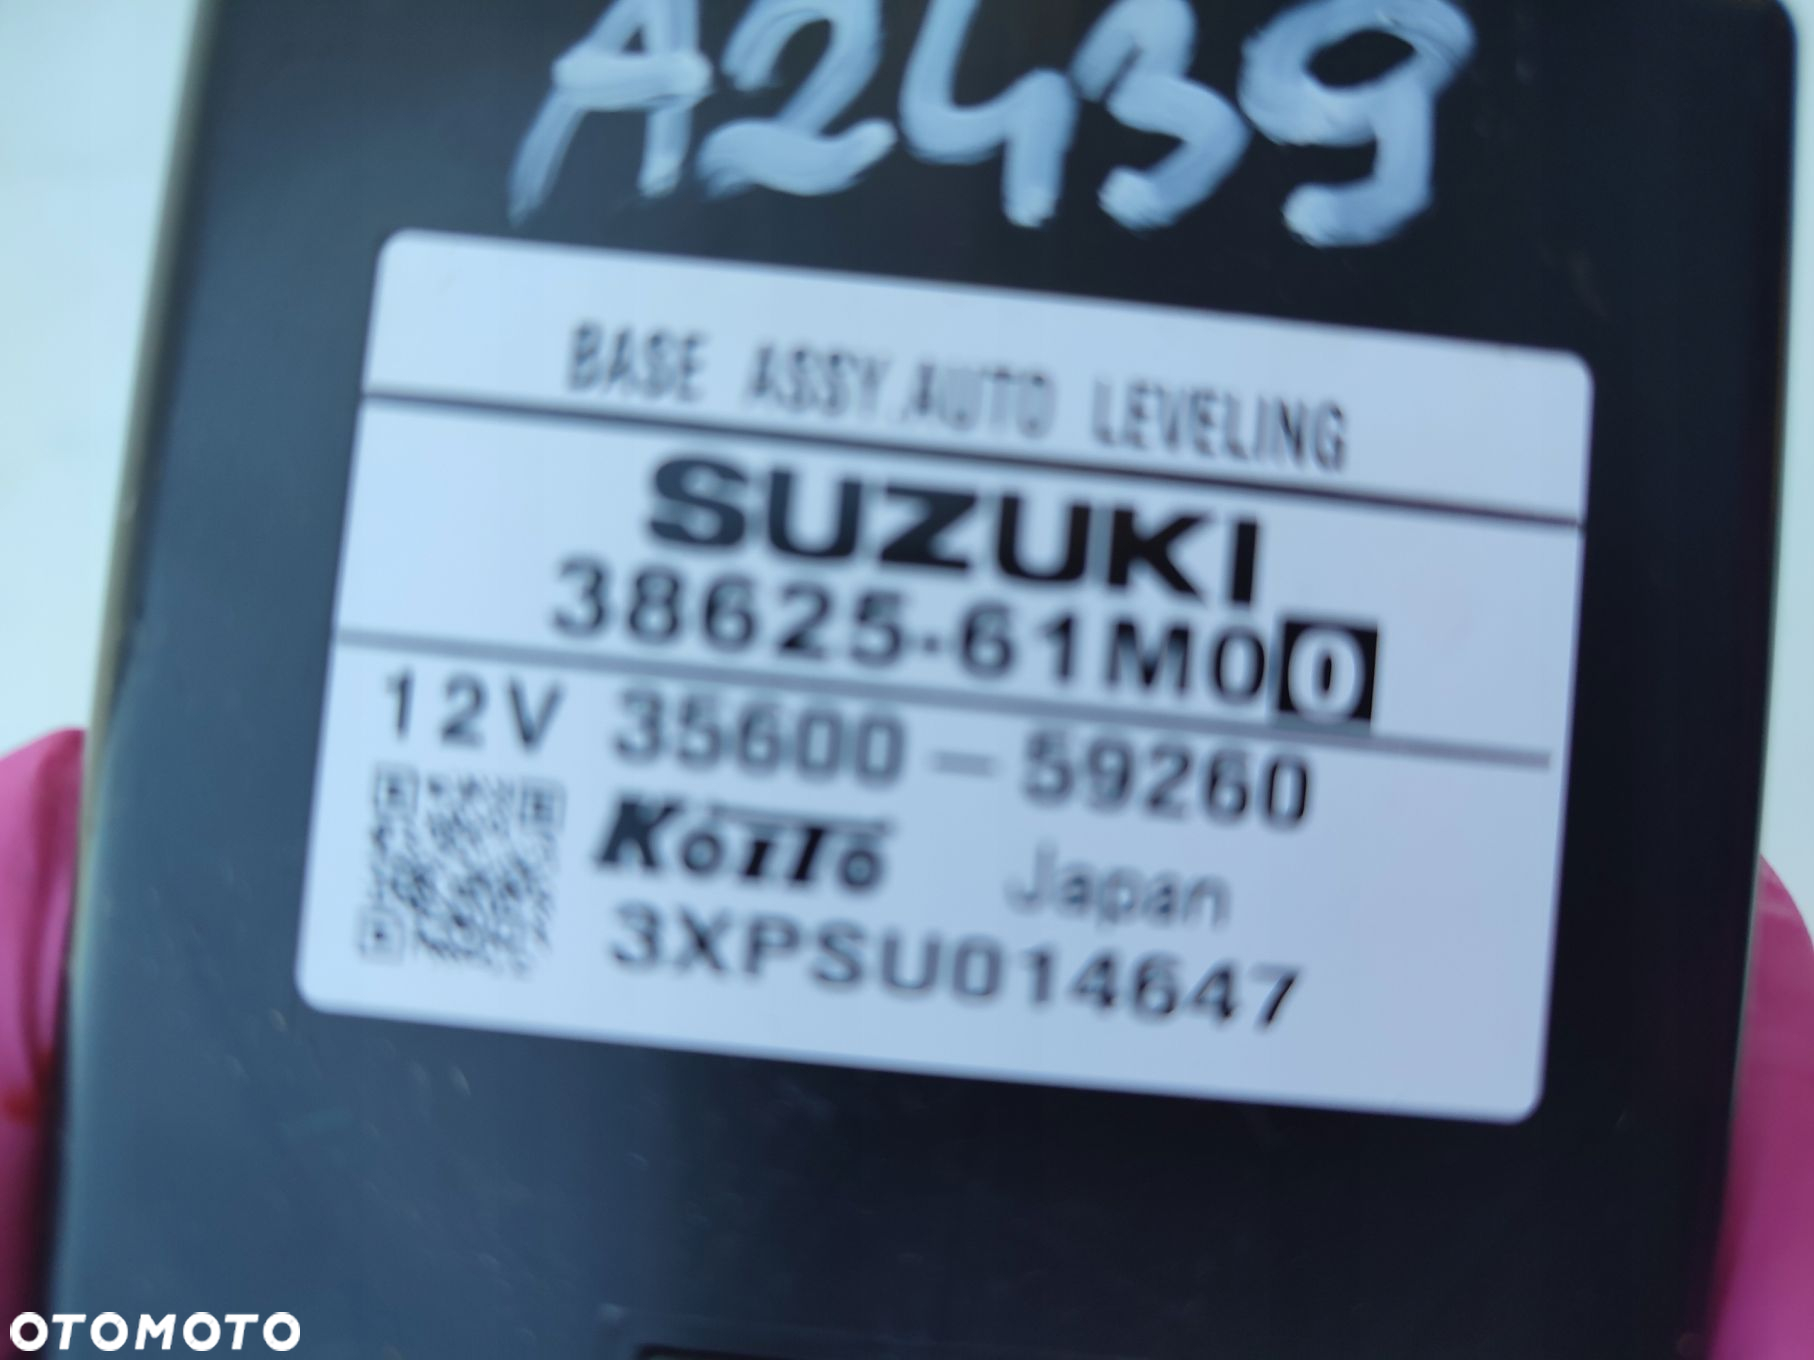 A2439
BASE ASSY,AUTO LEVELING
SUZUKI
38625-61M00
12V 35600-59260
KOITO Japan
3XPSU014647
OTOMOTO